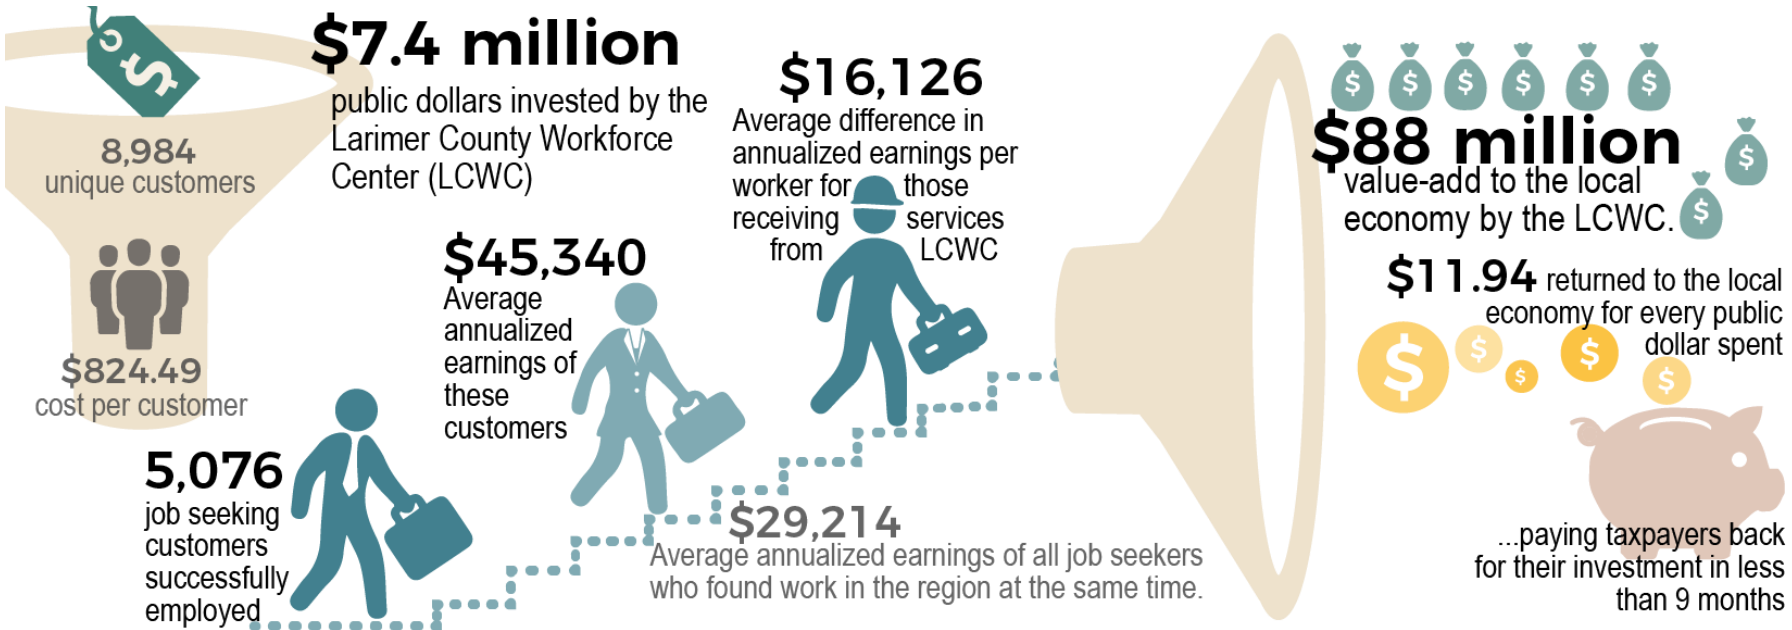 $7.4 million
public dollars invested by the
Larimer County Workforce
Center (LCWC)
8,984
unique customers
$824.49
cost per customer
5,076
job seeking
customers
successfully
employed
$45,340
Average
annualized
earnings of
these
customers
$16,126
Average difference in
annualized earnings per
worker for those
receiving services
from LCWC
$29,214
Average annualized earnings of all job seekers
who found work in the region at the same time.
$88 million
value-add to the local
economy by the LCWC.
$11.94 returned to the local
economy for every public
dollar spent
...paying taxpayers back
for their investment in less
than 9 months